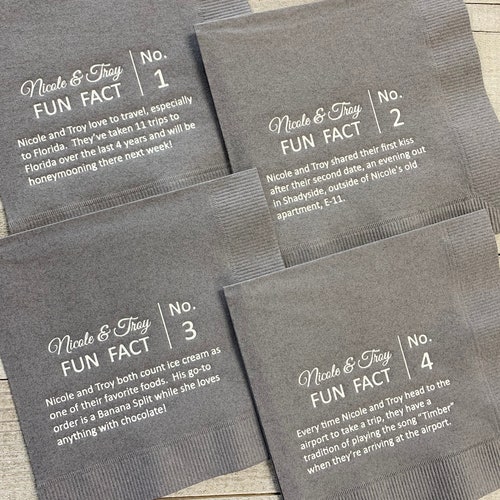 Nicole & Troy
FUN FACT
No.
1
Nicole and Troy love to travel, especially
to Florida. They've taken 11 trips to
Florida over the last 4 years and will be
honeymooning there next week!
Nicole & Troy
FUN FACT
No.
2
Nicole and Troy shared their first kiss
after their second date, an evening out
in Shadyside, outside of Nicole's old
apartment, E-11.
Nicole & Troy
FUN FACT
No.
3
Nicole and Troy both count ice cream as
one of their favorite foods. His go-to
order is a Banana Split while she loves
anything with chocolate!
Nicole & Troy
FUN FACT
No.
4
Every time Nicole and Troy head to the
airport to take a trip, they have a
tradition of playing the song "Timber"
when they're arriving at the airport.